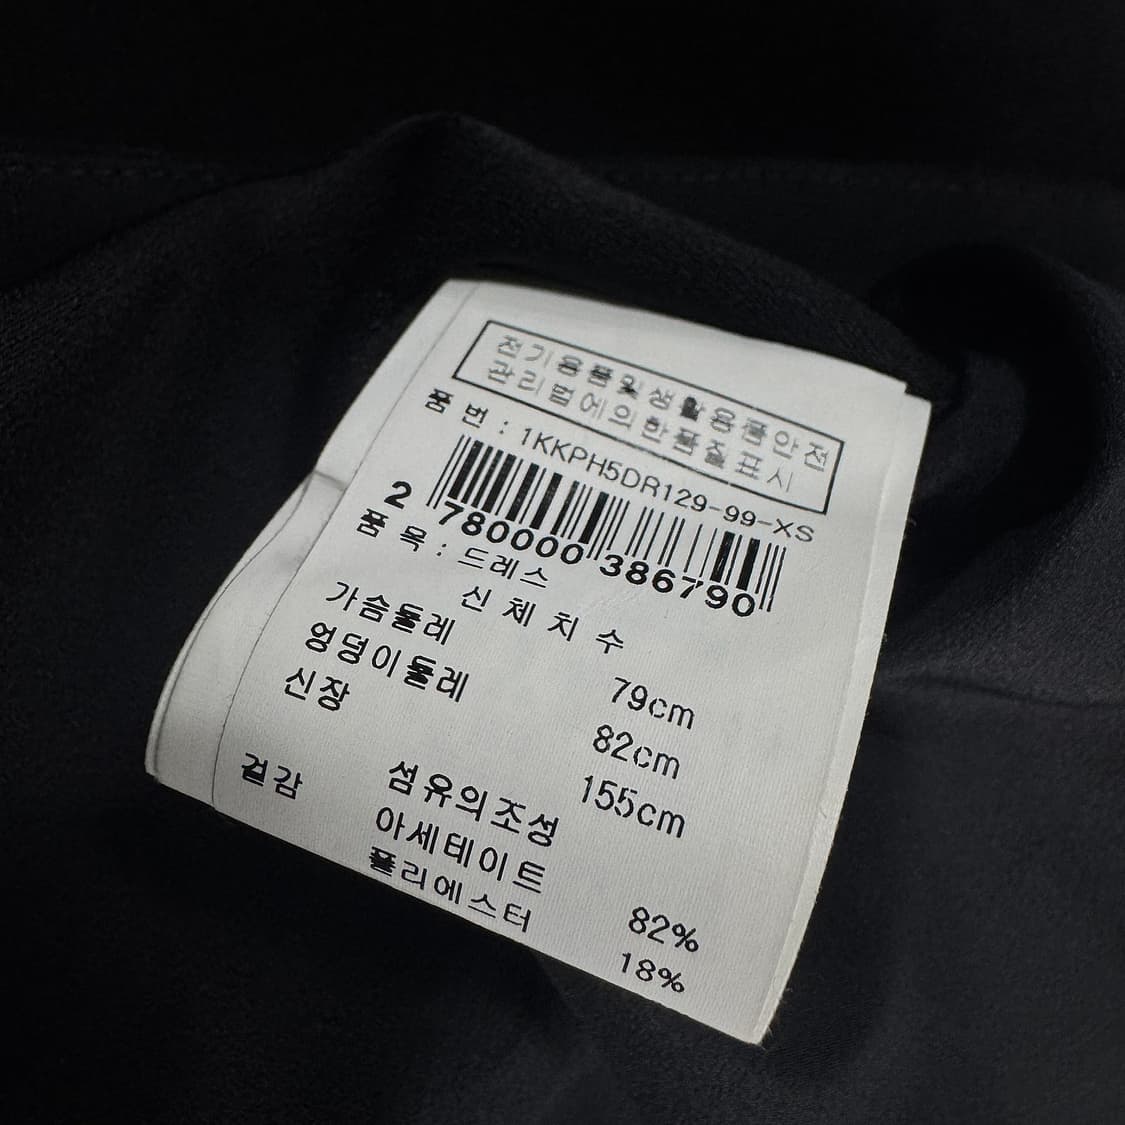 전기용품및생활용품안전
관리법에의한품질표시
품 번 : 1KKPH5DR129-99-XS
2 780000 386790
품 목 : 드레스
신 체 치 수
가슴둘레 79cm
엉덩이둘레 82cm
신장 155cm
섬유의조성
겉감 아세테이트 82%
폴리에스터 18%